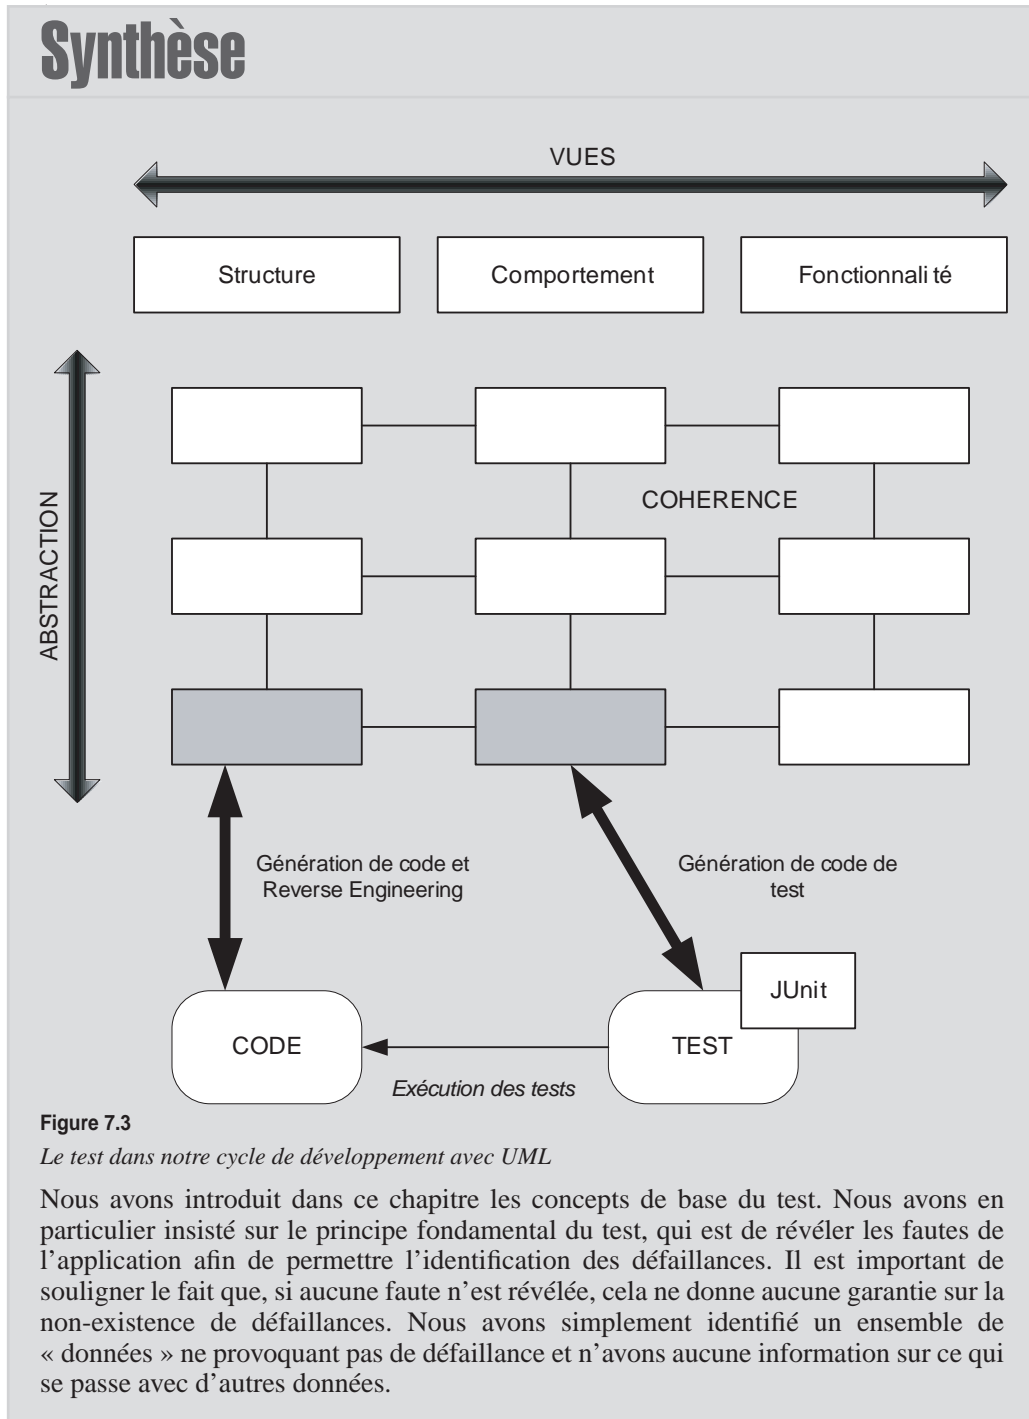 Synthèse
VUES
Structure
Comportement
Fonctionnalité
ABSTRACTION
COHERENCE
Génération de code et
Reverse Engineering
Génération de code de
test
JUnit
CODE
TEST
Exécution des tests
Figure 7.3
Le test dans notre cycle de développement avec UML
Nous avons introduit dans ce chapitre les concepts de base du test. Nous avons en
particulier insisté sur le principe fondamental du test, qui est de révéler les fautes de
l’application afin de permettre l’identification des défaillances. Il est important de
souligner le fait que, si aucune faute n’est révélée, cela ne donne aucune garantie sur la
non-existence de défaillances. Nous avons simplement identifié un ensemble de
« données » ne provoquant pas de défaillance et n’avons aucune information sur ce qui
se passe avec d’autres données.